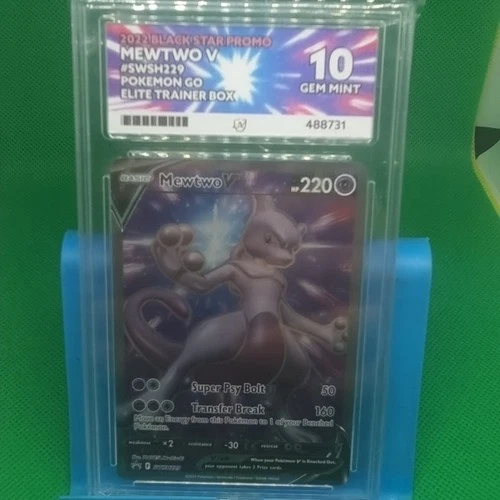 2022 BLACK STAR PROMO
MEWTWO V
#SWSH229
POKEMON GO
ELITE TRAINER BOX
10
GEM MINT
488731
BASIC
Mewtwo V
HP 220
Super Psy Bolt 50
Transfer Break 160
Move an Energy from this Pokémon to 1 of your Benched
Pokémon.
weakness ×2 resistance -30 retreat
When your Pokémon V is Knocked Out,
your opponent takes 2 Prize cards.